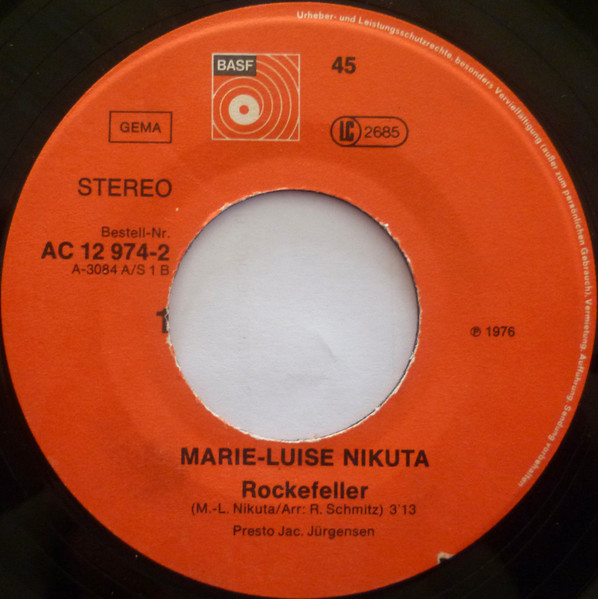 Urheber- und Leistungsschutzrechte, besonders Vervielfältigung (außer zum persönlichen Gebrauch), Vermietung, Aufführung, Sendung vorbehalten
BASF
45
GEMA
LC 2685
STEREO
Bestell-Nr.
AC 12 974-2
A-3084 A/S 1 B
1
℗ 1976
MARIE-LUISE NIKUTA
Rockefeller
(M.-L. Nikuta/Arr: R. Schmitz) 3'13
Presto Jac. Jürgensen